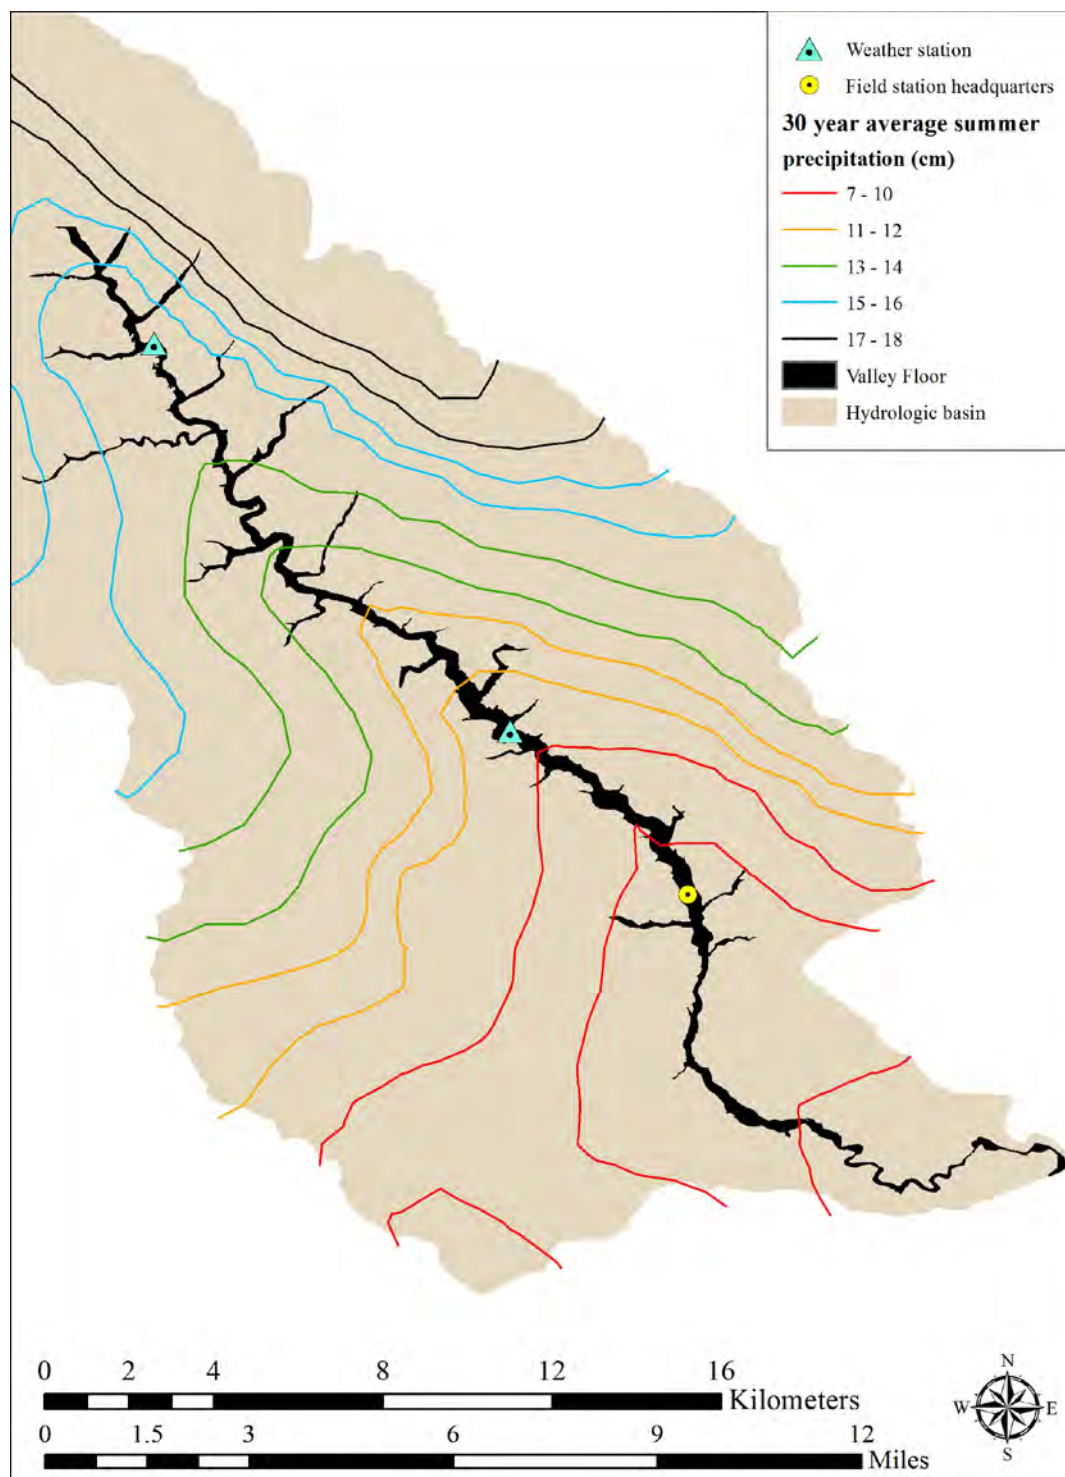 Weather station
Field station headquarters
30 year average summer
precipitation (cm)
7 - 10
11 - 12
13 - 14
15 - 16
17 - 18
Valley Floor
Hydrologic basin
0 2 4 8 12 16
Kilometers
0 1.5 3 6 9 12
Miles
N
W E
S